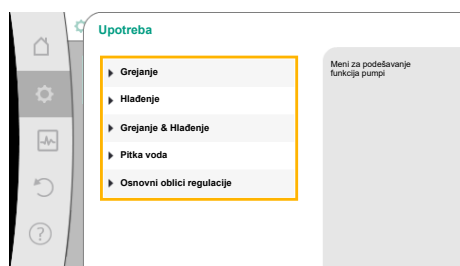 Upotreba
Grejanje
Hlađenje
Grejanje & Hlađenje
Pitka voda
Osnovni oblici regulacije
Meni za podešavanje
funkcija pumpi